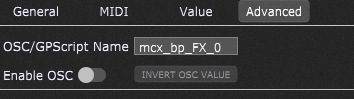 General MIDI Value Advanced
OSC/GPScript Name mcx_bp_FX_0
Enable OSC INVERT OSC VALUE